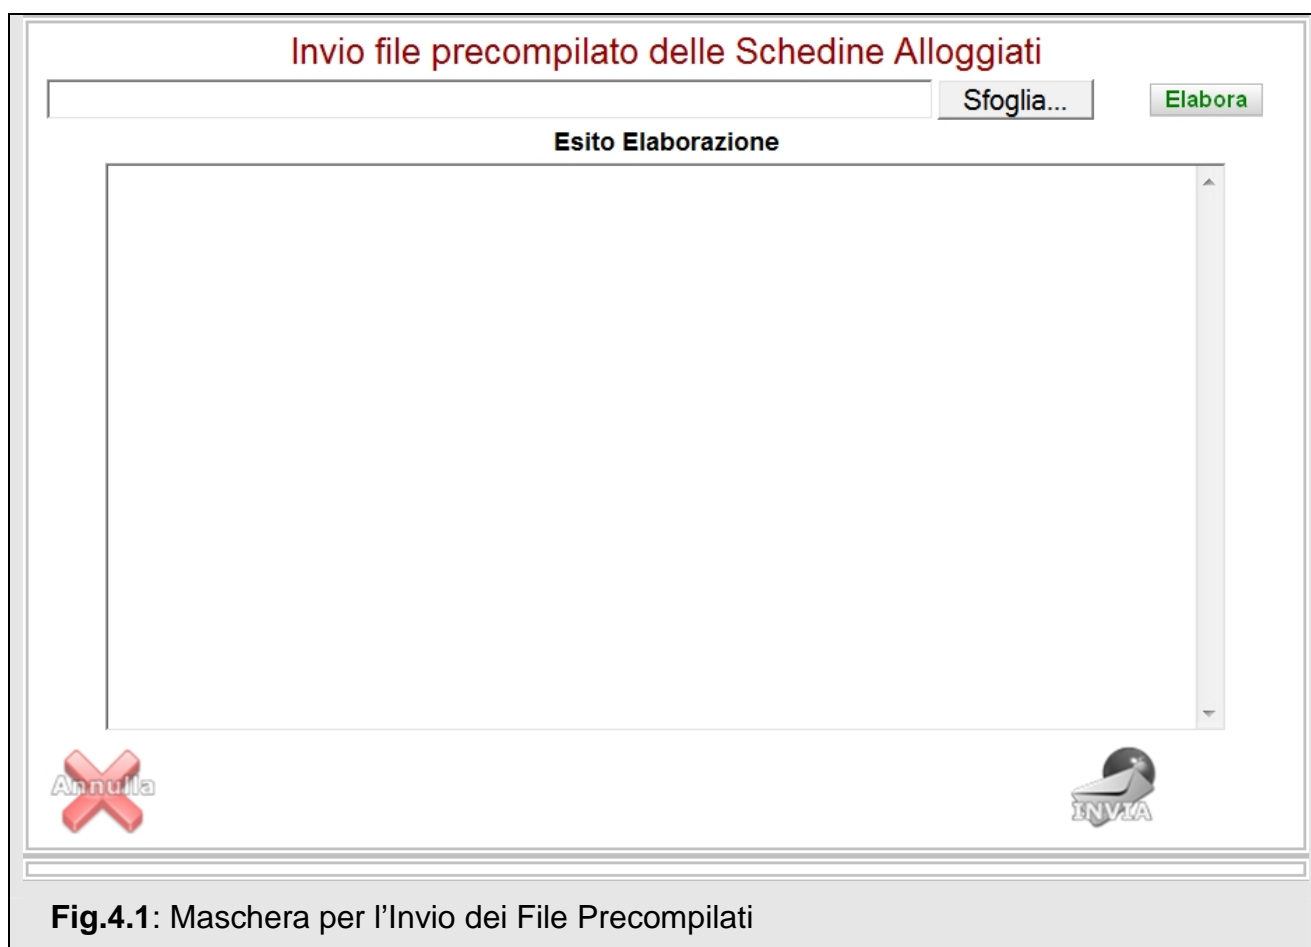 Invio file precompilato delle Schedine Alloggiati
Sfoglia... Elabora
Esito Elaborazione
Annulla INVIA
Fig.4.1: Maschera per l’Invio dei File Precompilati